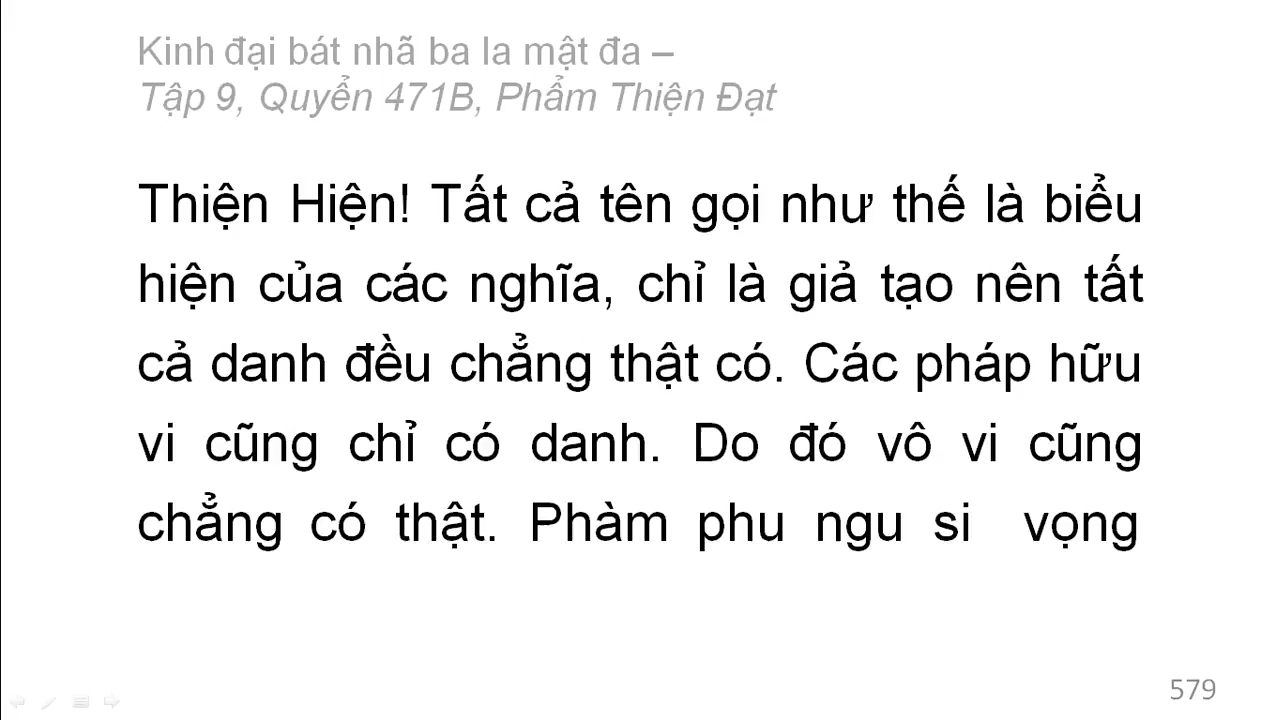 Kinh đại bát nhã ba la mật đa –
Tập 9, Quyển 471B, Phẩm Thiện Đạt
Thiện Hiện! Tất cả tên gọi như thế là biểu
hiện của các nghĩa, chỉ là giả tạo nên tất
cả danh đều chẳng thật có. Các pháp hữu
vi cũng chỉ có danh. Do đó vô vi cũng
chẳng có thật. Phàm phu ngu si vọng
579